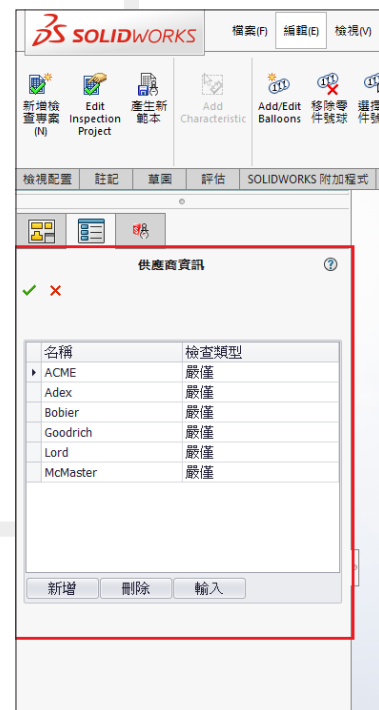 SOLIDWORKS
檔案(F) 編輯(E) 檢視(V)
新增檢查專案(N)
Edit Inspection Project
產生新範本
Add Characteristic
Add/Edit Balloons
移除零件號球
檢視配置 註記 草圖 評估 SOLIDWORKS 附加程式
供應商資訊
名稱 檢查類型
ACME 嚴僅
Adex 嚴僅
Bobier 嚴僅
Goodrich 嚴僅
Lord 嚴僅
McMaster 嚴僅
新增 刪除 輸入